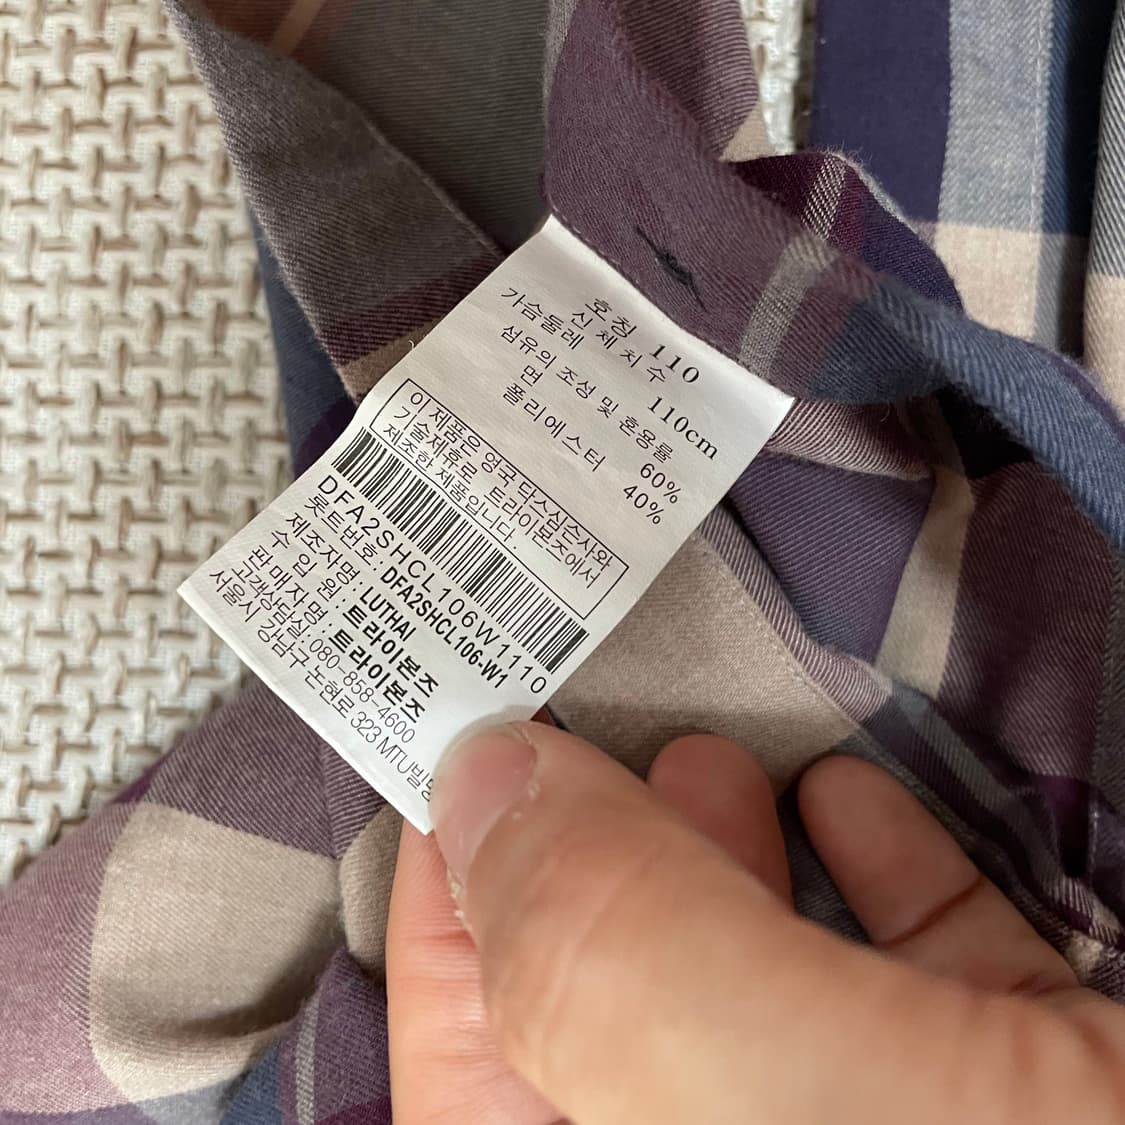 호칭 110
신체치수
가슴둘레 110cm
섬유의 조성 및 혼용률
면 60%
폴리에스터 40%
이 제품은 영국 닥스심슨사와
기술제휴로 트라이본즈에서
제조한 제품입니다.
DFA2SHCL106W1110
롯트번호: DFA2SHCL106-W1
제조자명: LUTHAI
수 입 원: 트라이본즈
판 매 자 명: 트라이본즈
고객상담실: 080-858-4600
서울시 강남구 논현로 323 MTU빌딩